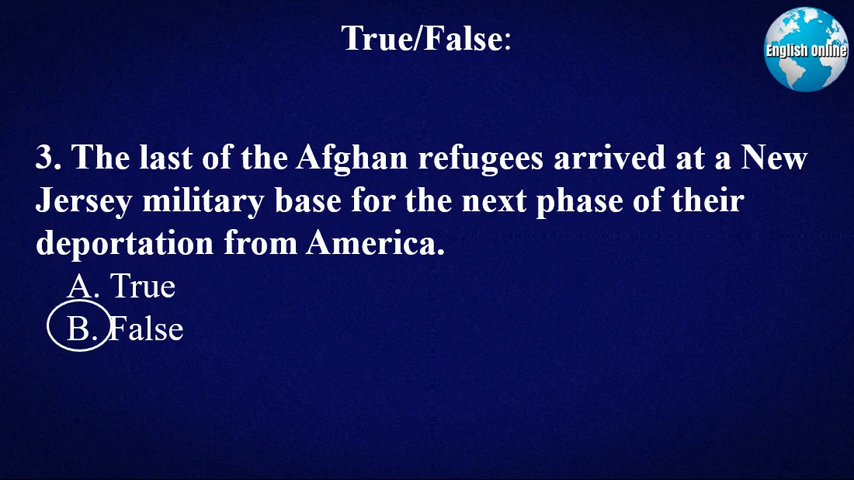 True/False:
English Online
3. The last of the Afghan refugees arrived at a New
Jersey military base for the next phase of their
deportation from America.
A. True
B. False